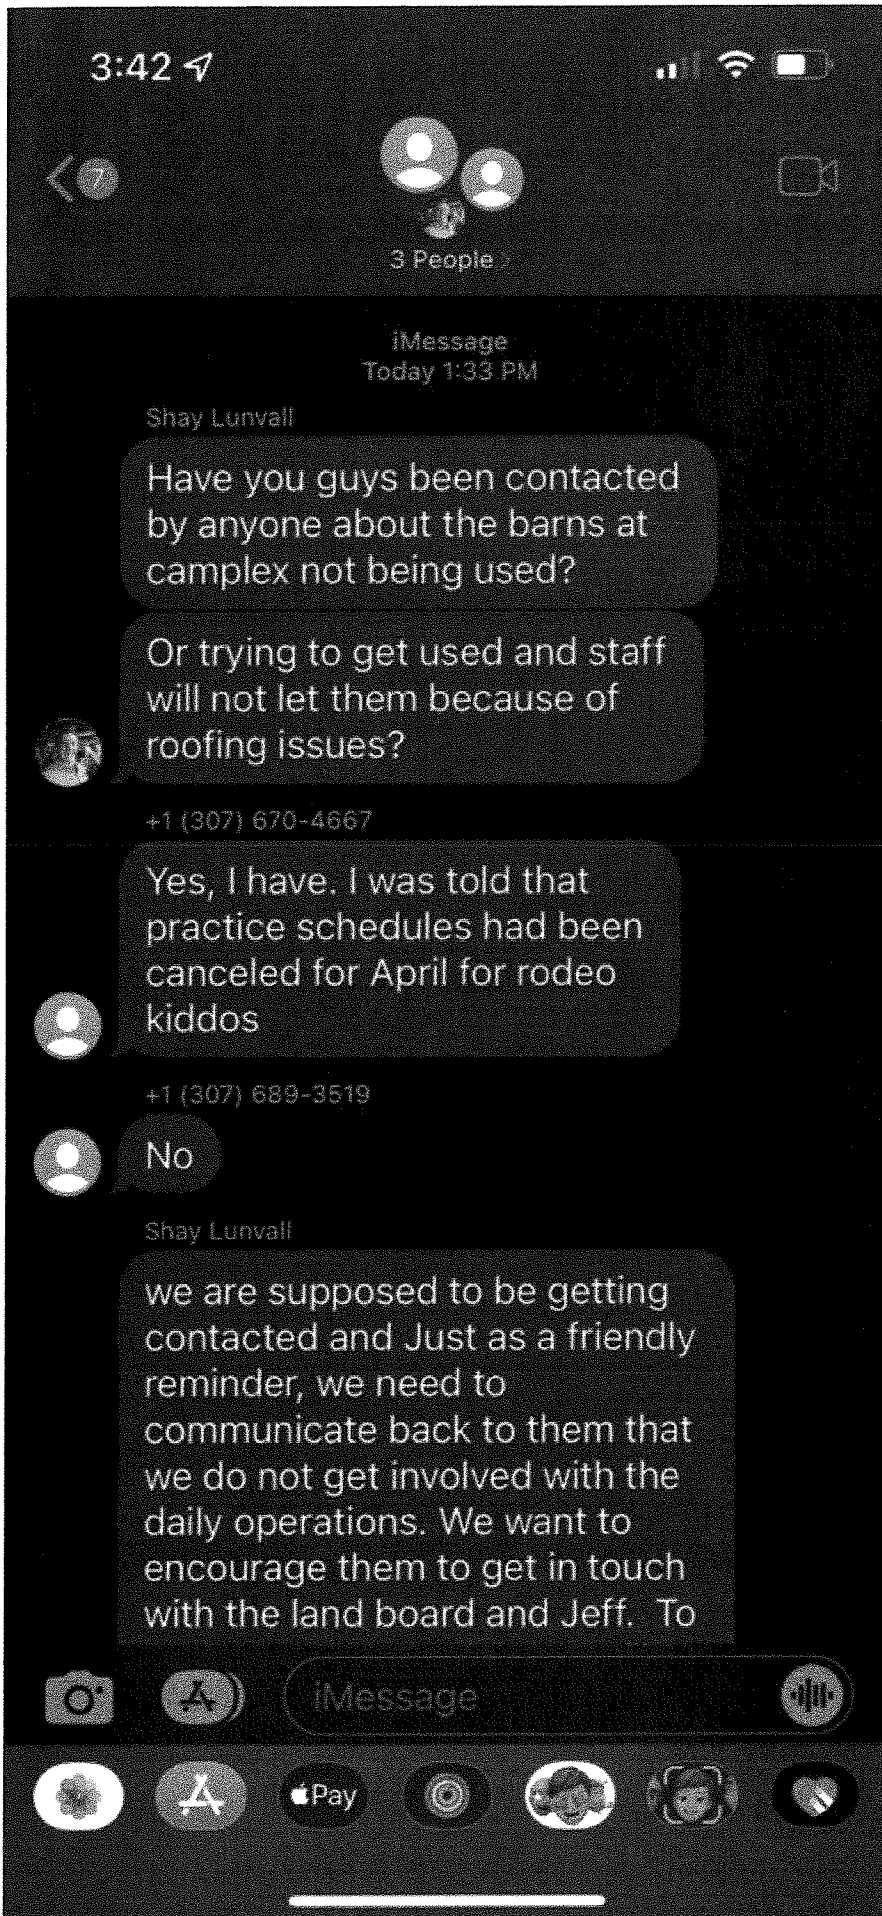 3:42
7
3 People
iMessage
Today 1:33 PM
Shay Lunvall
Have you guys been contacted
by anyone about the barns at
camplex not being used?
Or trying to get used and staff
will not let them because of
roofing issues?
+1 (307) 670-4667
Yes, I have. I was told that
practice schedules had been
canceled for April for rodeo
kiddos
+1 (307) 689-3519
No
Shay Lunvall
we are supposed to be getting
contacted and Just as a friendly
reminder, we need to
communicate back to them that
we do not get involved with the
daily operations. We want to
encourage them to get in touch
with the land board and Jeff.  To
iMessage
Pay